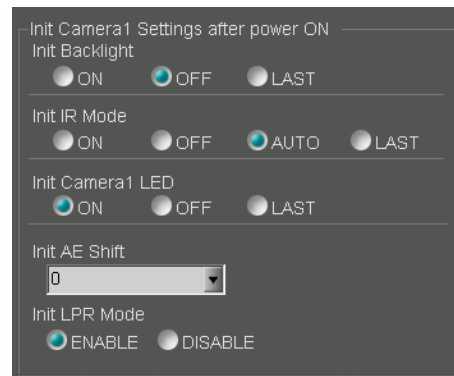 Init Camera1 Settings after power ON
Init Backlight
ON OFF LAST
Init IR Mode
ON OFF AUTO LAST
Init Camera1 LED
ON OFF LAST
Init AE Shift
0
Init LPR Mode
ENABLE DISABLE